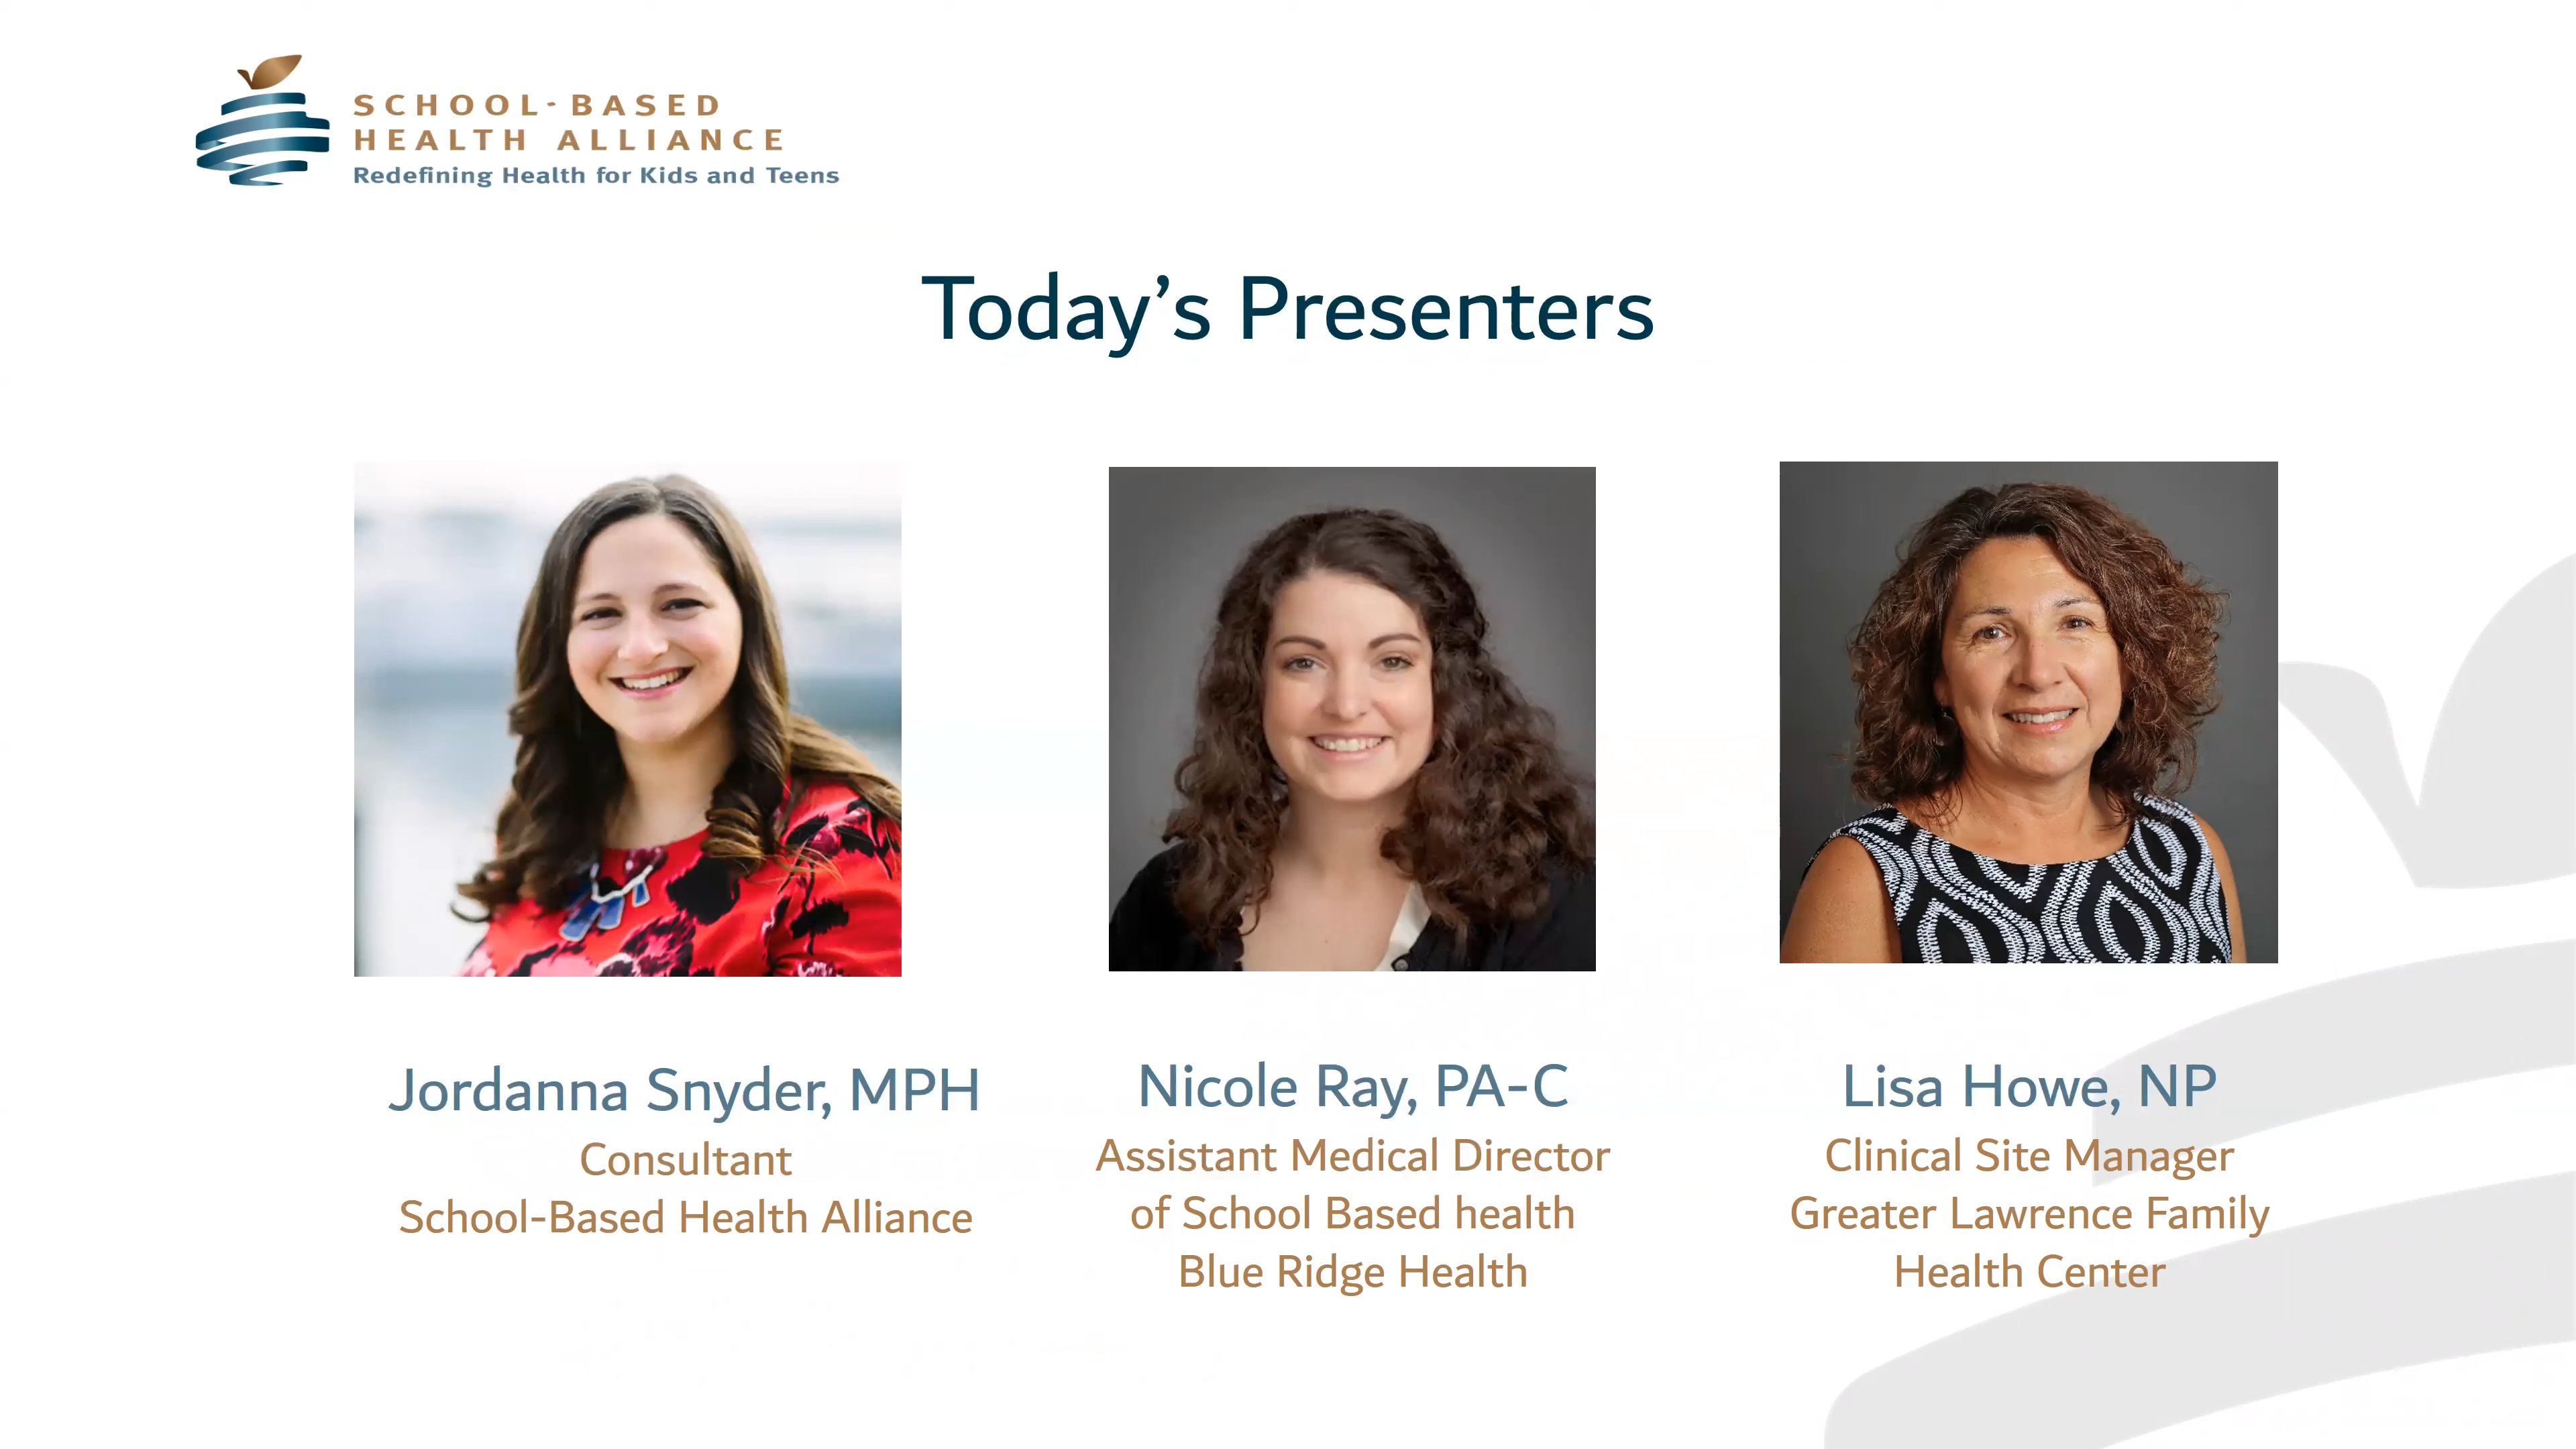 SCHOOL-BASED
HEALTH ALLIANCE
Redefining Health for Kids and Teens
Today’s Presenters
Jordanna Snyder, MPH
Consultant
School-Based Health Alliance
Nicole Ray, PA-C
Assistant Medical Director
of School Based health
Blue Ridge Health
Lisa Howe, NP
Clinical Site Manager
Greater Lawrence Family
Health Center